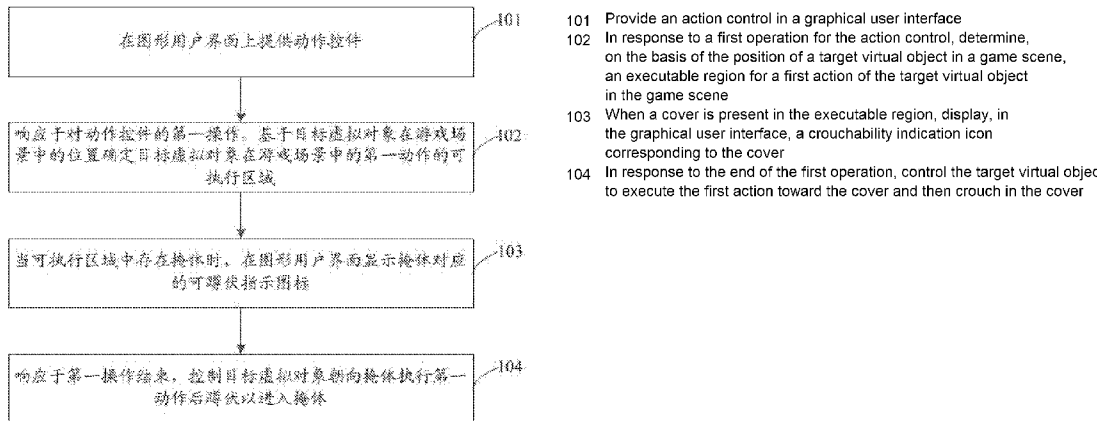 101
在图形用户界面上提供动作控件
102
响应于对动作控件的第一操作，基于目标虚拟对象在游戏场
景中的位置确定目标虚拟对象在游戏场景中的第一动作的可
执行区域
103
当可执行区域中存在掩体时，在图形用户界面显示掩体对应
的可蹲伏指示图标
104
响应于第一操作结束，控制目标虚拟对象朝向掩体执行第一
动作后蹲伏以进入掩体
101 Provide an action control in a graphical user interface
102 In response to a first operation for the action control, determine,
on the basis of the position of a target virtual object in a game scene,
an executable region for a first action of the target virtual object
in the game scene
103 When a cover is present in the executable region, display, in
the graphical user interface, a crouchability indication icon
corresponding to the cover
104 In response to the end of the first operation, control the target virtual objec
to execute the first action toward the cover and then crouch in the cover